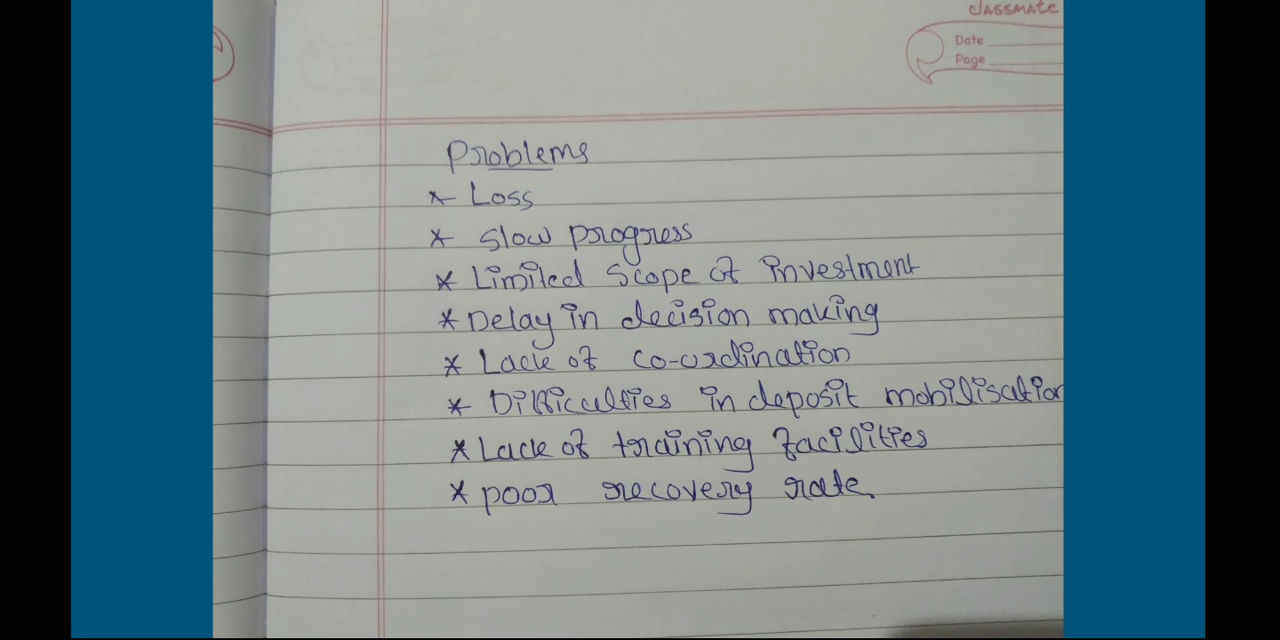 classmate
Date
Page
Problems
* Loss
* Slow progress
* Limited Scope of investment
* Delay in decision making
* Lack of co-ordination
* Difficulties in deposit mobilisation
* Lack of training facilities
* poor recovery rate.